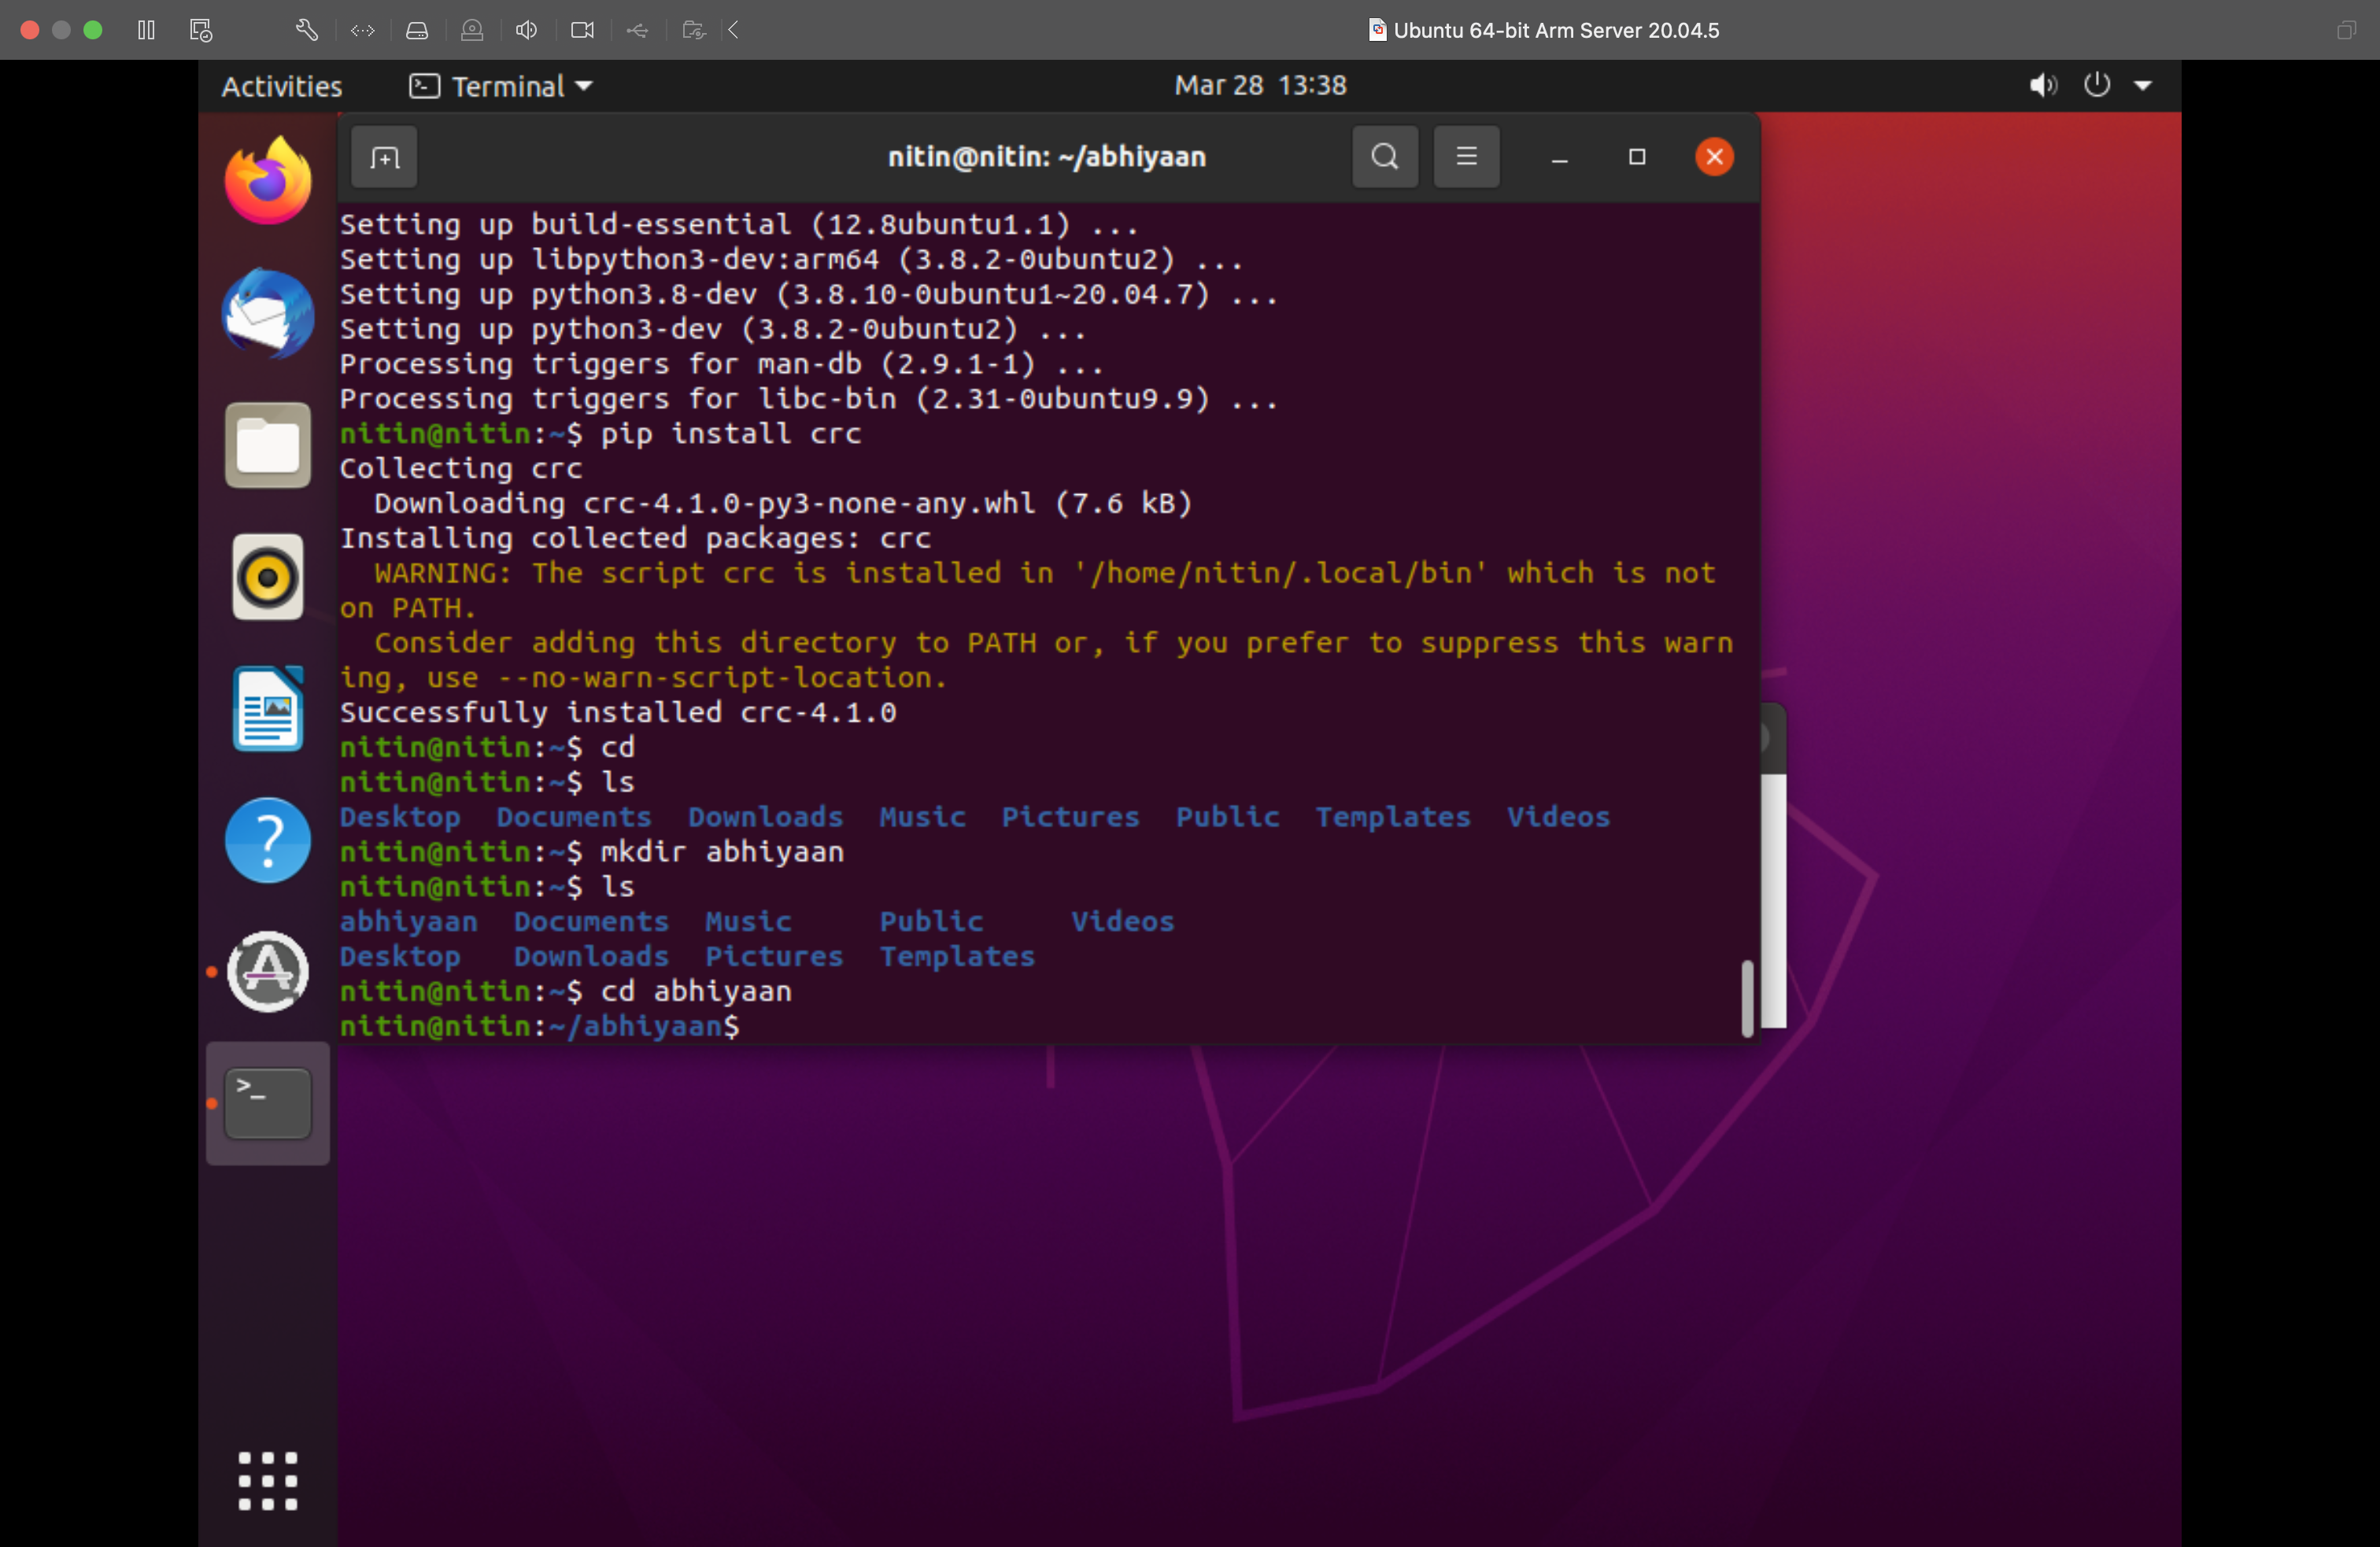 Ubuntu 64-bit Arm Server 20.04.5
Activities Terminal Mar 28 13:38
nitin@nitin: ~/abhiyaan
Setting up build-essential (12.8ubuntu1.1) ...
Setting up libpython3-dev:arm64 (3.8.2-0ubuntu2) ...
Setting up python3.8-dev (3.8.10-0ubuntu1~20.04.7) ...
Setting up python3-dev (3.8.2-0ubuntu2) ...
Processing triggers for man-db (2.9.1-1) ...
Processing triggers for libc-bin (2.31-0ubuntu9.9) ...
nitin@nitin:~$ pip install crc
Collecting crc
  Downloading crc-4.1.0-py3-none-any.whl (7.6 kB)
Installing collected packages: crc
  WARNING: The script crc is installed in '/home/nitin/.local/bin' which is not
on PATH.
  Consider adding this directory to PATH or, if you prefer to suppress this warn
ing, use --no-warn-script-location.
Successfully installed crc-4.1.0
nitin@nitin:~$ cd
nitin@nitin:~$ ls
Desktop  Documents  Downloads  Music  Pictures  Public  Templates  Videos
nitin@nitin:~$ mkdir abhiyaan
nitin@nitin:~$ ls
abhiyaan  Documents  Music     Public     Videos
Desktop   Downloads  Pictures  Templates
nitin@nitin:~$ cd abhiyaan
nitin@nitin:~/abhiyaan$